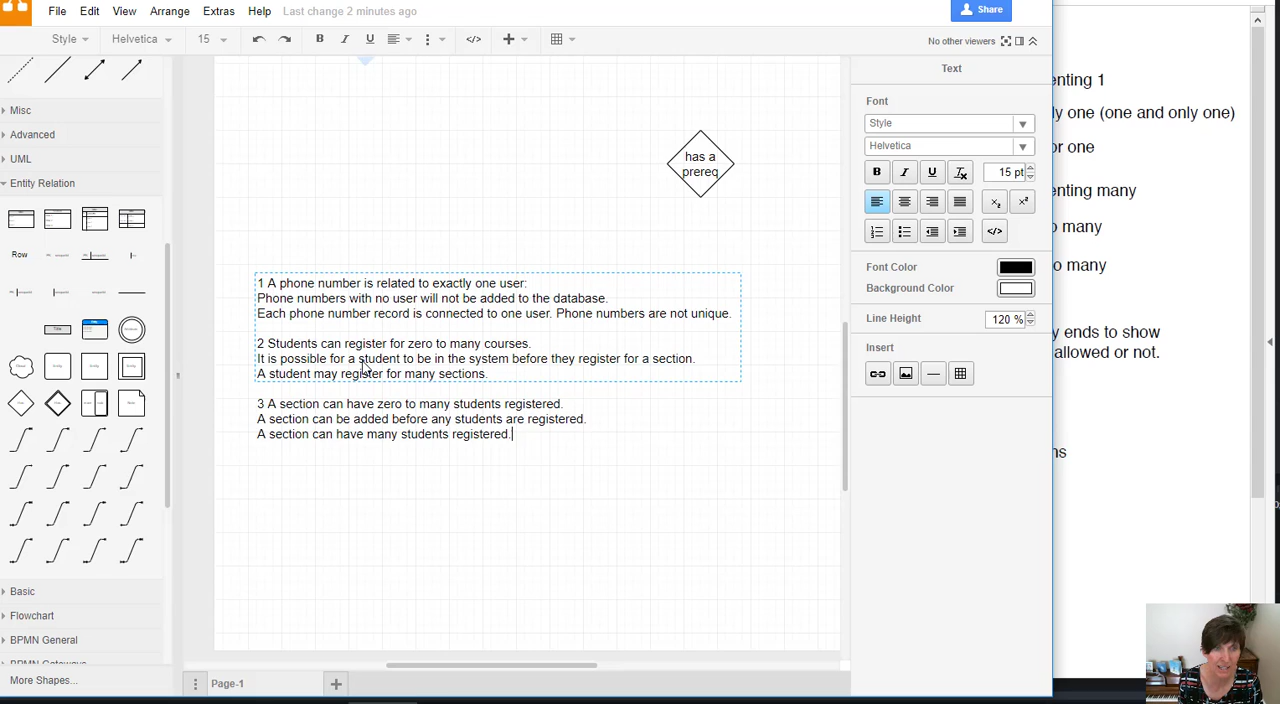 File Edit View Arrange Extras Help Last change 2 minutes ago
Share
Style Helvetica 15
No other viewers
Misc
Advanced
UML
Entity Relation
Row
Title
Basic
Flowchart
BPMN General
More Shapes...
has a
prereq
1 A phone number is related to exactly one user:
Phone numbers with no user will not be added to the database.
Each phone number record is connected to one user. Phone numbers are not unique.
2 Students can register for zero to many courses.
It is possible for a student to be in the system before they register for a section.
A student may register for many sections.
3 A section can have zero to many students registered.
A section can be added before any students are registered.
A section can have many students registered.
Page-1
Text
Font
Style
Helvetica
B I U T 15 pt
Font Color
Background Color
Line Height 120 %
Insert
enting 1
ly one (one and only one)
or one
enting many
o many
o many
y ends to show
allowed or not.
ns